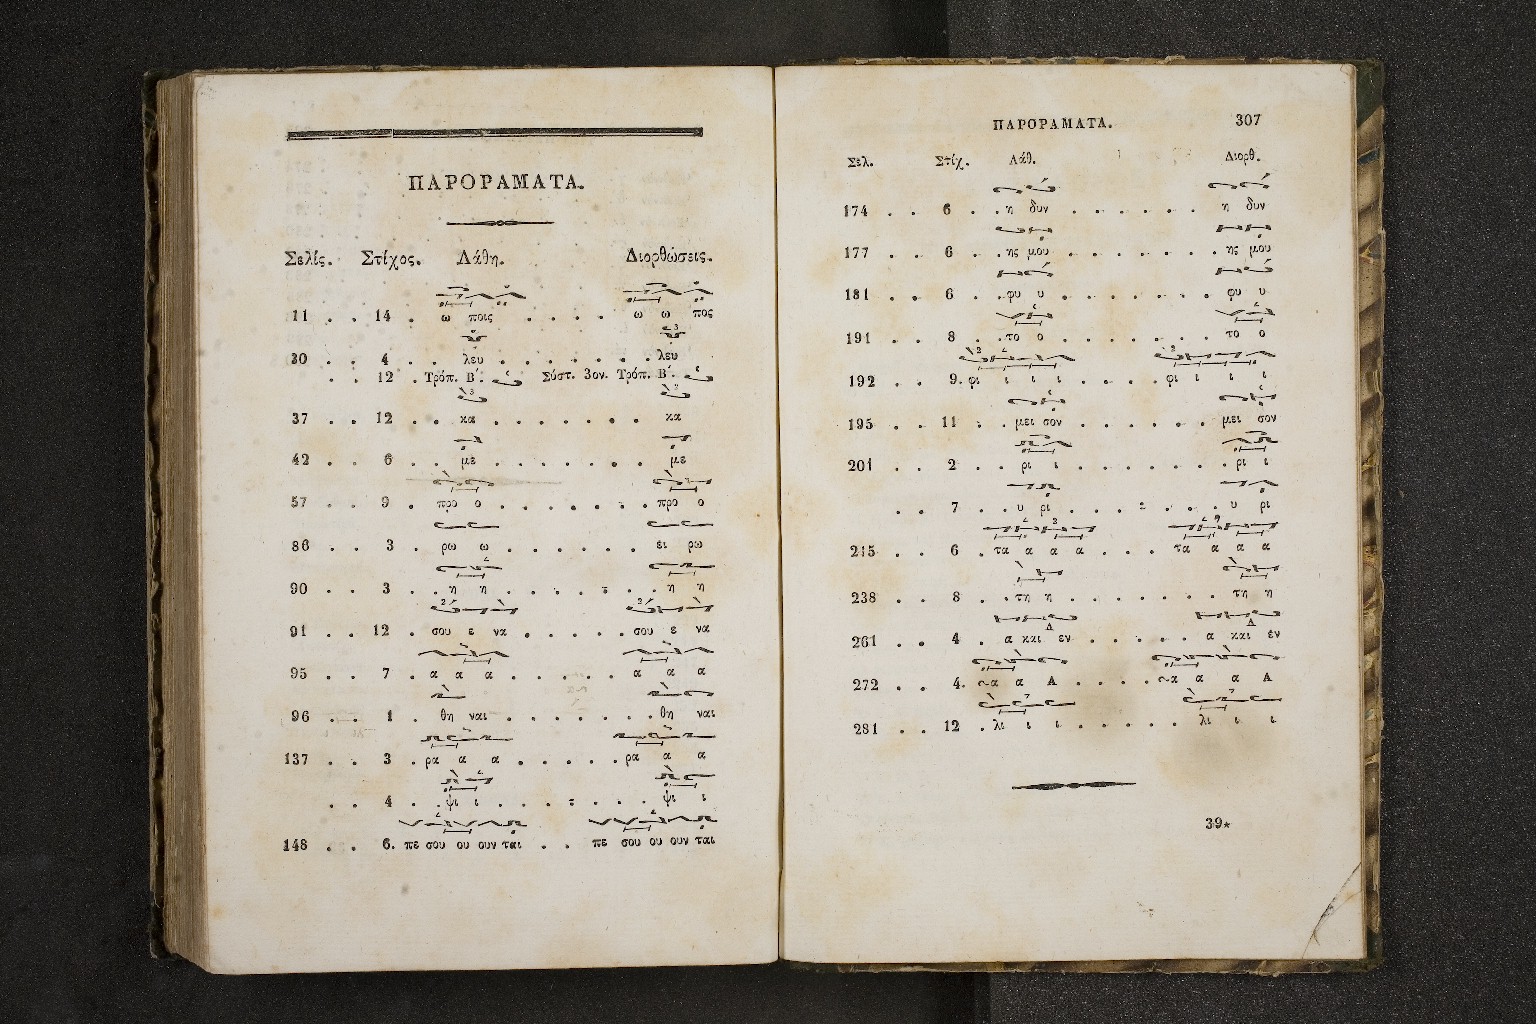 ΠΑΡΟΡΑΜΑΤΑ.
Σελίς. Στίχος. Λάθη. Διορθώσεις.
11 . . 14 . ω ποις . . . . ω ω πος
30 . . 4 . . λευ . . . . . . . λευ
. . 12 . Τρόπ. Β΄. Σύστ. 3ον. Τρόπ. Β΄.
37 . . 12 . . κα . . . . . . . κα
42 . . 6 . . με . . . . . . . με
57 . . 9 . προ ο . . . . . . . προ ο
86 . . 3 . ρω ω . . . . . . ει ρω
90 . . 3 . . η η . . . . . . . η η
91 . . 12 . σου ε να . . . . . σου ε να
95 . . 7 . α α α . . . . . α α α
96 . . 1 . θη ναι . . . . . . . θη ναι
137 . . 3 . ρα α α . . . . . ρα α α
. . 4 . . ψι ι . . . . . . . ψι ι
148 . . 6. πε σου ου ουν ται . . πε σου ου ουν ται
ΠΑΡΟΡΑΜΑΤΑ. 307
Σελ. Στίχ. Λάθ. Διορθ.
174 . . 6 . . η δυν . . . . . . η δυν
177 . . 6 . . ης μου . . . . . . . ης μου
181 . . 6 . . φυ υ . . . . . . . φυ υ
191 . . 8 . . το ο . . . . . . . το ο
192 . . 9. φι ι ι ι . . . . φι ι ι ι
195 . . 11 . . μει σον . . . . . . μει σον
201 . . 2 . . ρι ι . . . . . . . . ρι ι
. . 7 . . υ ρι . . . . . . . υ ρι
215 . . 6 . τα α α α . . . τα α α α
238 . . 8 . . τη η . . . . . . . τη η
261 . . 4 . α και εν . . . . . α και έν
272 . . 4. α α Α . . . . α α α Α
281 . . 12 . λι ι ι . . . . . λι ι ι
39*